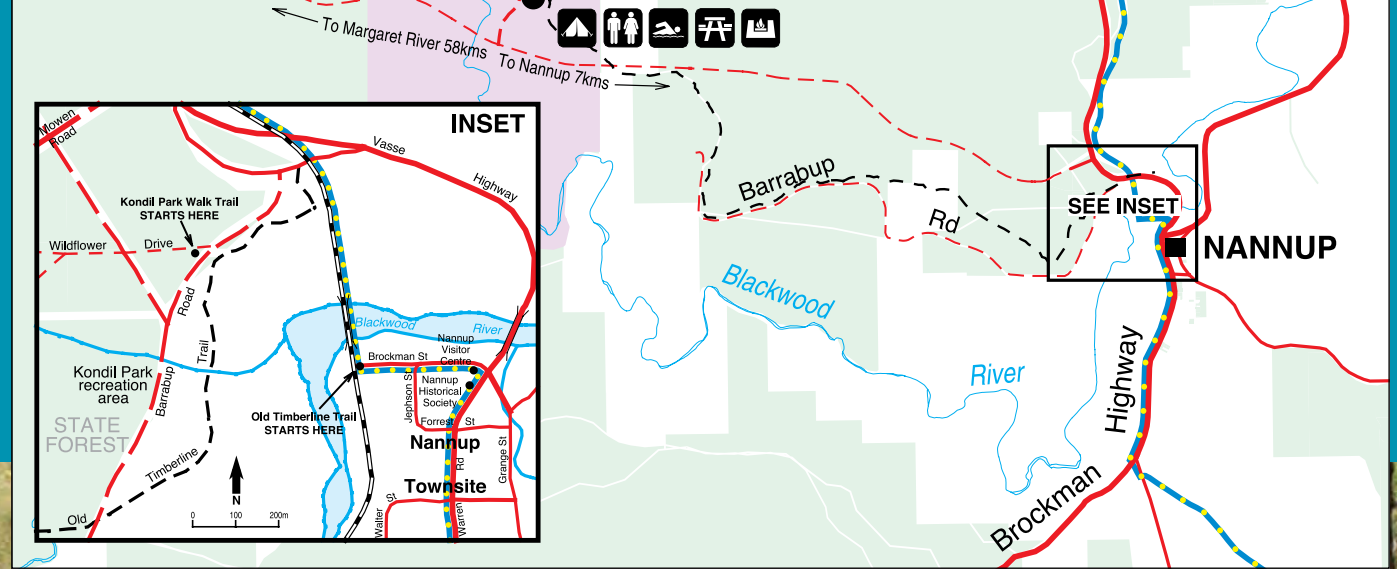 To Margaret River 58kms
To Nannup 7kms
INSET
Mowen
Road
Vasse
Highway
Kondil Park Walk Trail
STARTS HERE
Wildflower Drive
Road
Barrabup
Trail
Timberline
Old
Kondil Park
recreation
area
STATE
FOREST
N
0 100 200m
Blackwood
River
Brockman St
Nannup
Visitor
Centre
Jephson St
Nannup
Historical
Society
Forrest St
Old Timberline Trail
STARTS HERE
Nannup
Townsite
Rd
Warren
Grange St
Walter St
Barrabup
Rd
SEE INSET
NANNUP
Blackwood
River
Highway
Brockman